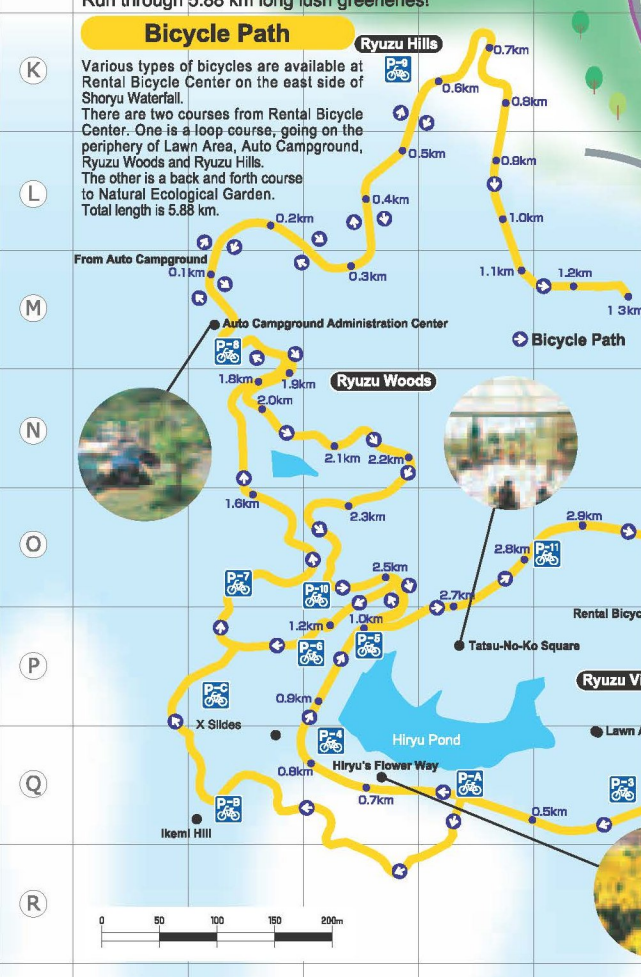 Run through 5.88 km long lush greeneries!
Bicycle Path
Various types of bicycles are available at
Rental Bicycle Center on the east side of
Shoryu Waterfall.
There are two courses from Rental Bicycle
Center. One is a loop course, going on the
periphery of Lawn Area, Auto Campground,
Ryuzu Woods and Ryuzu Hills.
The other is a back and forth course
to Natural Ecological Garden.
Total length is 5.88 km.
Ryuzu Hills
K
P-9
0.7km
0.6km
0.8km
0.5km
0.9km
L
0.4km
0.2km
1.0km
From Auto Campground
0.1km
0.3km
1.1km
1.2km
1 3km
M
Auto Campground Administration Center
Bicycle Path
P-8
1.8km
1.9km
Ryuzu Woods
2.0km
N
2.1km
2.2km
1.6km
2.3km
2.9km
O
2.8km
P-11
2.5km
P-7
P-10
2.7km
1.2km
1.0km
Rental Bicyc
P-6
P-5
Tatsu-No-Ko Square
P
Ryuzu Vi
P-C
0.9km
X Slides
P-4
Hiryu Pond
Lawn A
Hiryu's Flower Way
0.8km
Q
P-A
P-3
0.7km
0.5km
P-B
Ikemi Hill
R
0 50 100 150 200m